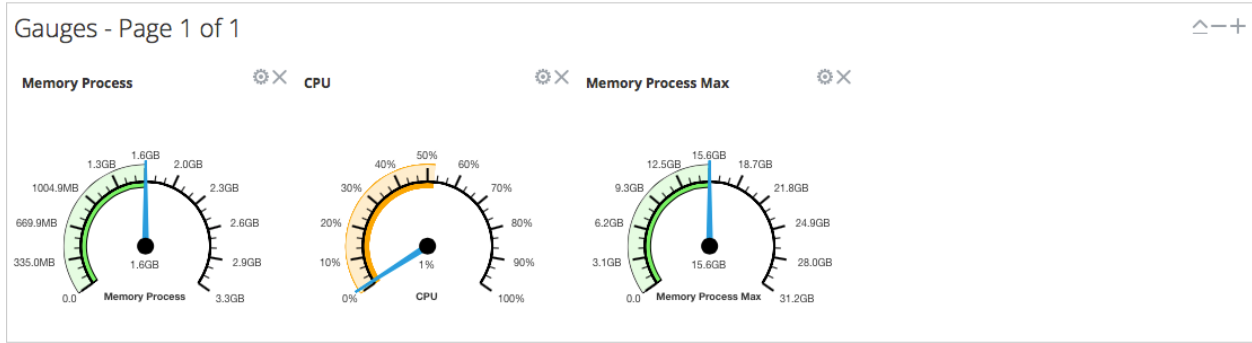 Gauges - Page 1 of 1
Memory Process
CPU
Memory Process Max
0.0
335.0MB
669.9MB
1004.9MB
1.3GB
1.6GB
2.0GB
2.3GB
2.6GB
2.9GB
3.3GB
1.6GB
Memory Process
0%
10%
20%
30%
40%
50%
60%
70%
80%
90%
100%
1%
CPU
0.0
3.1GB
6.2GB
9.3GB
12.5GB
15.6GB
18.7GB
21.8GB
24.9GB
28.0GB
31.2GB
15.6GB
Memory Process Max